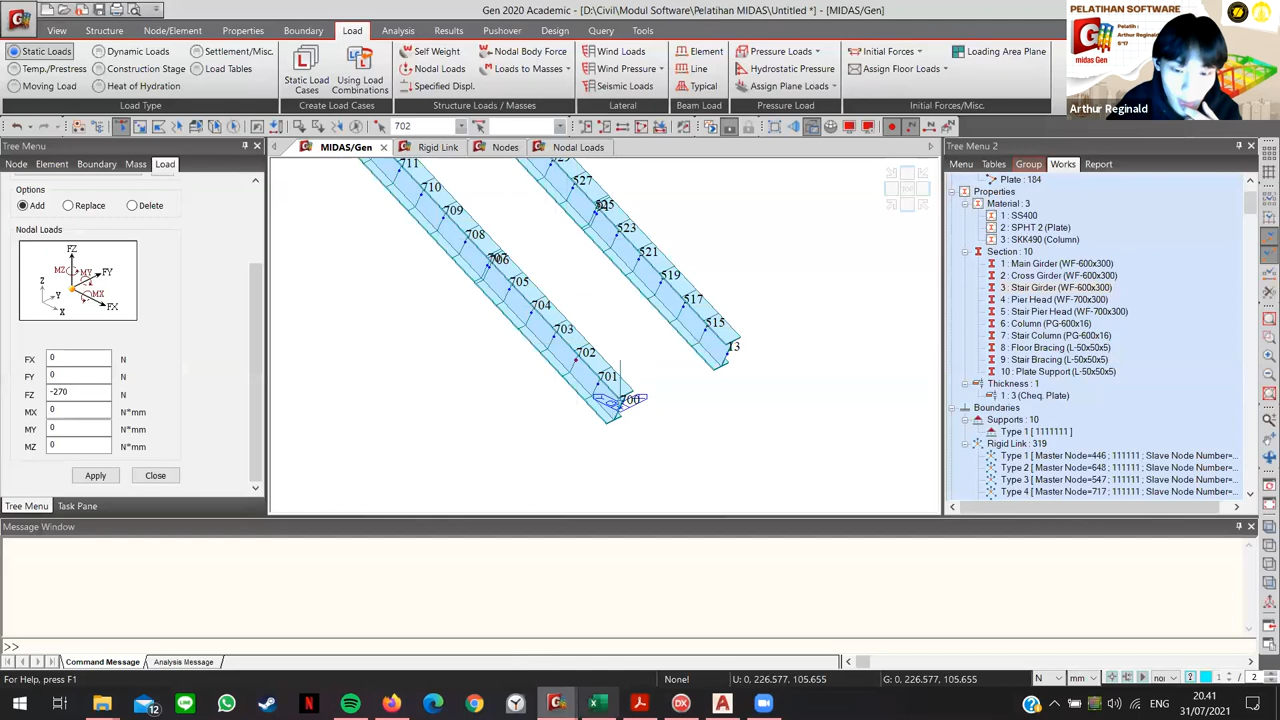 Gen 2020 Academic - [D:\Civil\Modul Software\Pelatihan MIDAS\Untitled *] - [MIDAS/Gen]
PELATIHAN SOFTWARE
View Structure Node/Element Properties Boundary Load Analysis Results Pushover Design Query Tools
Pelatih :
Arthur Reginald
S'17
midas Gen
Arthur Reginald
Static Loads Dynamic Loads Settlement/Misc.
Temp./Prestress Construction Stage Load Tables
Moving Load Heat of Hydration
Load Type
Static Load
Cases
Using Load
Combinations
Create Load Cases
Self Weight Nodal Body Force
Nodal Loads Loads to Masses
Specified Displ.
Structure Loads / Masses
Wind Loads
Wind Pressure
Seismic Loads
Lateral
Element
Line
Typical
Beam Load
Pressure Loads
Hydrostatic Pressure
Assign Plane Loads
Pressure Load
Initial Forces Loading Area Plane
Assign Floor Loads
Initial Forces/Misc.
702
Tree Menu
Node Element Boundary Mass Load
Options
Add Replace Delete
Nodal Loads
FZ
MZ MY FY
MX
FX
Z Y X
FX 0 N
FY 0 N
FZ -270 N
MX 0 N*mm
MY 0 N*mm
MZ 0 N*mm
Apply Close
Tree Menu Task Pane
MIDAS/Gen Rigid Link Nodes Nodal Loads
711
710
709
708
706
705
704
703
702
701
700
527
525
523
521
519
517
515
13
Tree Menu 2
Menu Tables Group Works Report
Plate : 184
Properties
Material : 3
1 : SS400
2 : SPHT 2 (Plate)
3 : SKK490 (Column)
Section : 10
1 : Main Girder (WF-600x300)
2 : Cross Girder (WF-600x300)
3 : Stair Girder (WF-600x300)
4 : Pier Head (WF-700x300)
5 : Stair Pier Head (WF-700x300)
6 : Column (PG-600x16)
7 : Stair Column (PG-600x16)
8 : Floor Bracing (L-50x50x5)
9 : Stair Bracing (L-50x50x5)
10 : Plate Support (L-50x50x5)
Thickness : 1
1 : 3 (Cheq. Plate)
Boundaries
Supports : 10
Type 1 [ 1111111 ]
Rigid Link : 319
Type 1 [ Master Node=446 ; 111111 ; Slave Node Number=...
Type 2 [ Master Node=648 ; 111111 ; Slave Node Number=...
Type 3 [ Master Node=547 ; 111111 ; Slave Node Number=...
Type 4 [ Master Node=717 ; 111111 ; Slave Node Number=...
Message Window
>>
Command Message Analysis Message
For Help, press F1
None!
U: 0, 226.577, 105.655
G: 0, 226.577, 105.655
N mm nor 1 / 2
12
ENG
20.41
31/07/2021